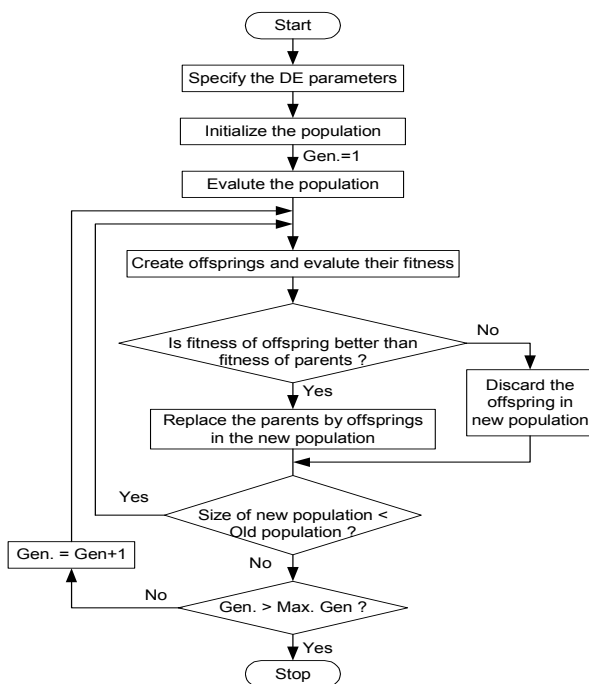 Start
Specify the DE parameters
Initialize the population
Gen.=1
Evalute the population
Create offsprings and evalute their fitness
Is fitness of offspring better than
fitness of parents ?
No
Yes
Discard the
offspring in
new population
Replace the parents by offsprings
in the new population
Yes
Size of new population <
Old population ?
No
Gen. = Gen+1
No
Gen. > Max. Gen ?
Yes
Stop